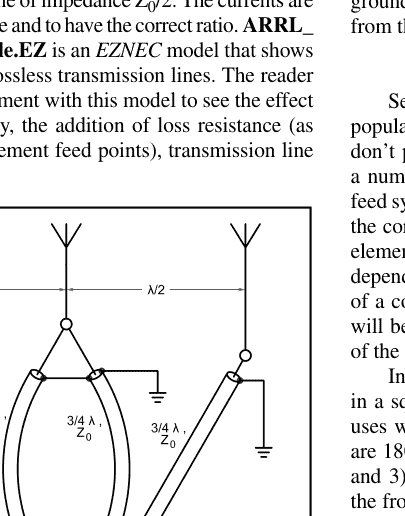 ne of impedance Z0/2. The currents are
e and to have the correct ratio. ARRL_
le.EZ is an EZNEC model that shows
ossless transmission lines. The reader
ment with this model to see the effect
y, the addition of loss resistance (as
ement feed points), transmission line
λ/2
3/4 λ ,
Z0
3/4 λ ,
Z0
ground
from th
Se
popula
don't p
a num
feed sy
the cor
elemen
depend
of a co
will be
of the
In
in a sq
uses w
are 180
and 3)
the fro